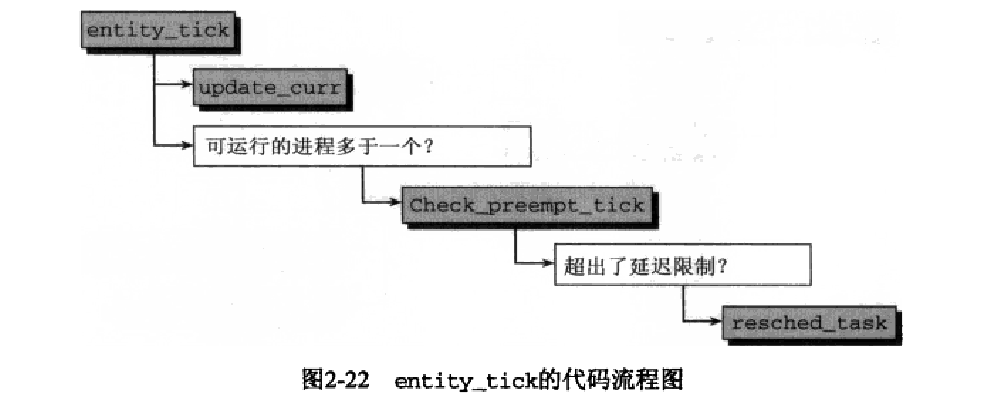 entity_tick
update_curr
可运行的进程多于一个?
Check_preempt_tick
超出了延迟限制?
resched_task
图2-22 entity_tick的代码流程图